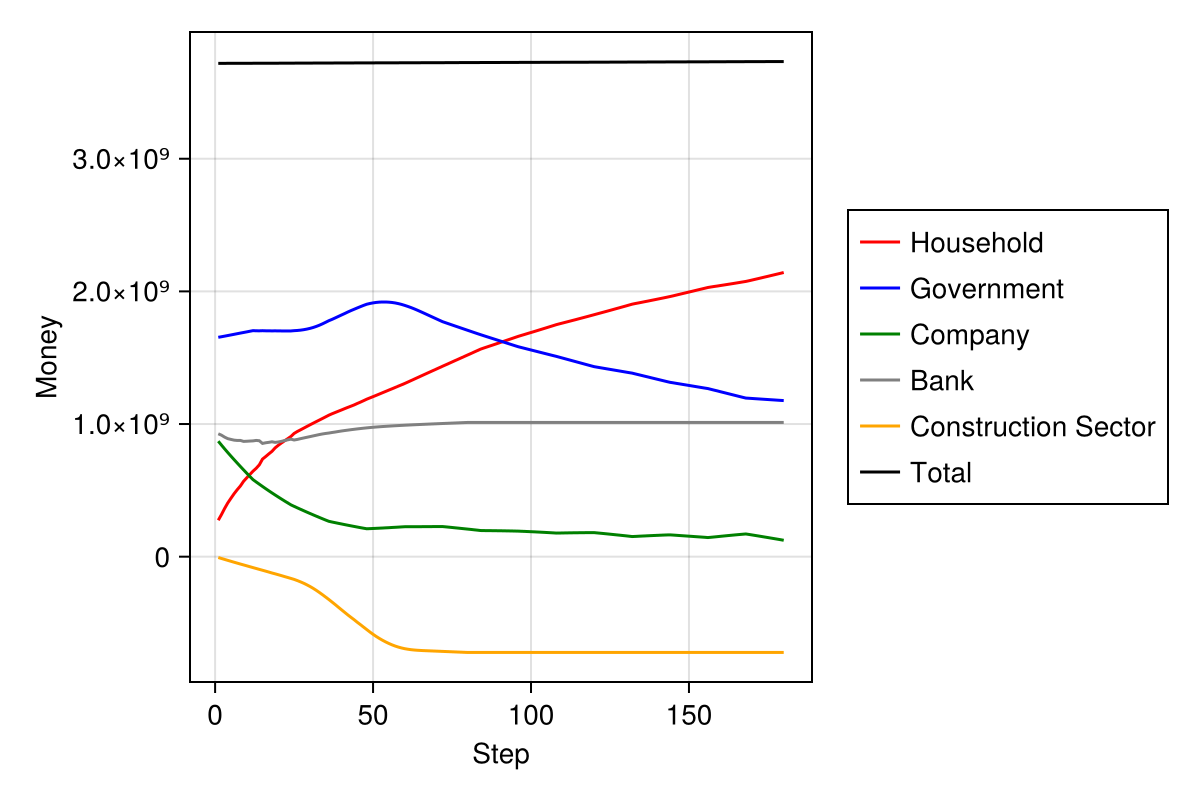 Money
3.0×10⁹
2.0×10⁹
1.0×10⁹
0
0 50 100 150
Step
Household
Government
Company
Bank
Construction Sector
Total